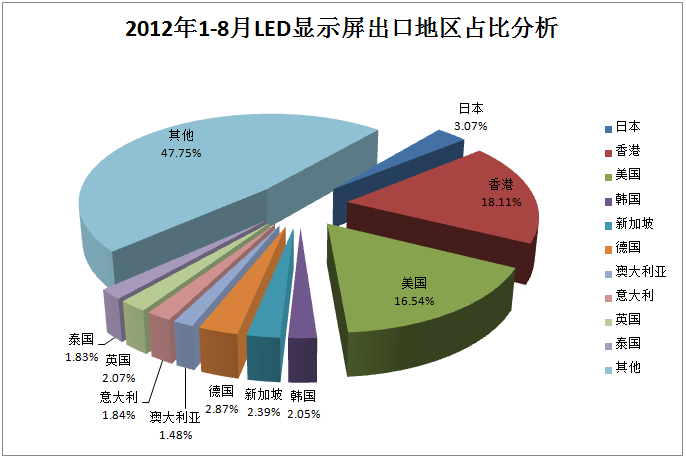 2012年1-8月LED显示屏出口地区占比分析
日本
3.07%
香港
18.11%
美国
16.54%
韩国
2.05%
新加坡
2.39%
德国
2.87%
澳大利亚
1.48%
意大利
1.84%
英国
2.07%
泰国
1.83%
其他
47.75%
日本
香港
美国
韩国
新加坡
德国
澳大利亚
意大利
英国
泰国
其他